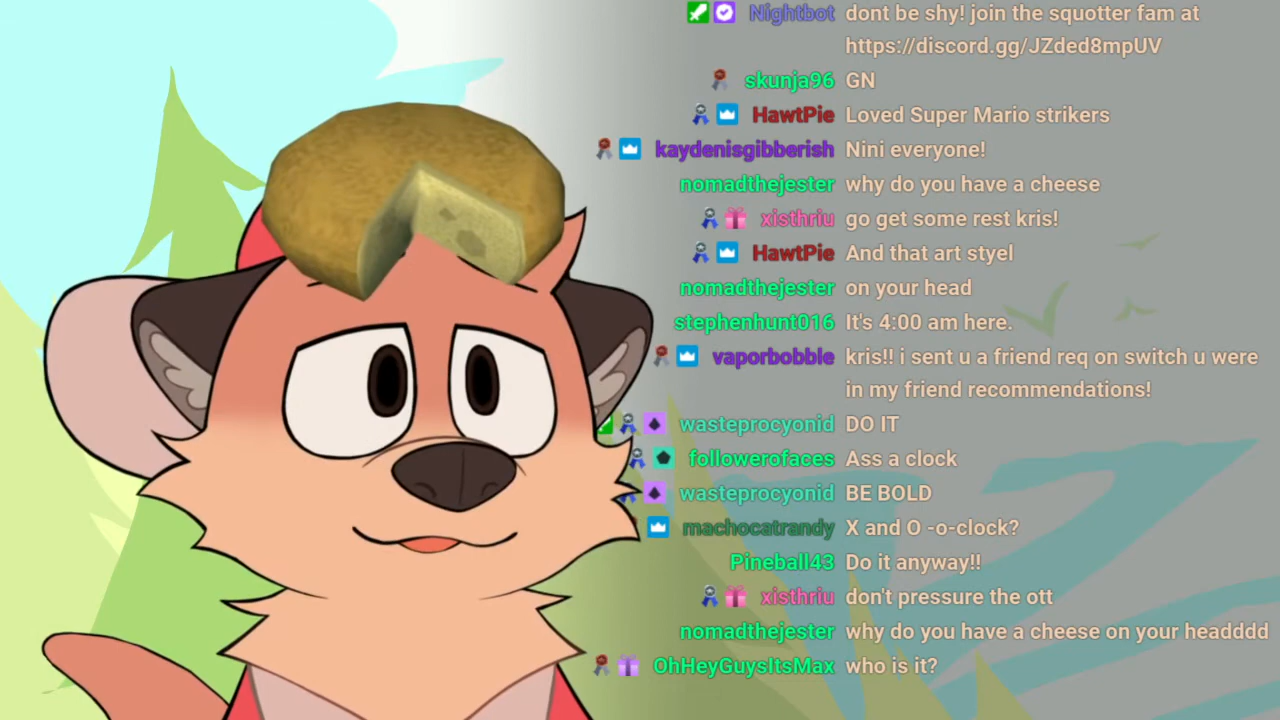 Nightbot dont be shy! join the squotter fam at
https://discord.gg/JZded8mpUV
skunja96 GN
HawtPie Loved Super Mario strikers
kaydenisgibberish Nini everyone!
nomadthejester why do you have a cheese
xisthriu go get some rest kris!
HawtPie And that art styel
nomadthejester on your head
stephenhunt016 It's 4:00 am here.
vaporbobble kris!! i sent u a friend req on switch u were
in my friend recommendations!
wasteprocyonid DO IT
followerofaces Ass a clock
wasteprocyonid BE BOLD
machocatrandy X and O -o-clock?
Pineball43 Do it anyway!!
xisthriu don't pressure the ott
nomadthejester why do you have a cheese on your headddd
OhHeyGuysItsMax who is it?